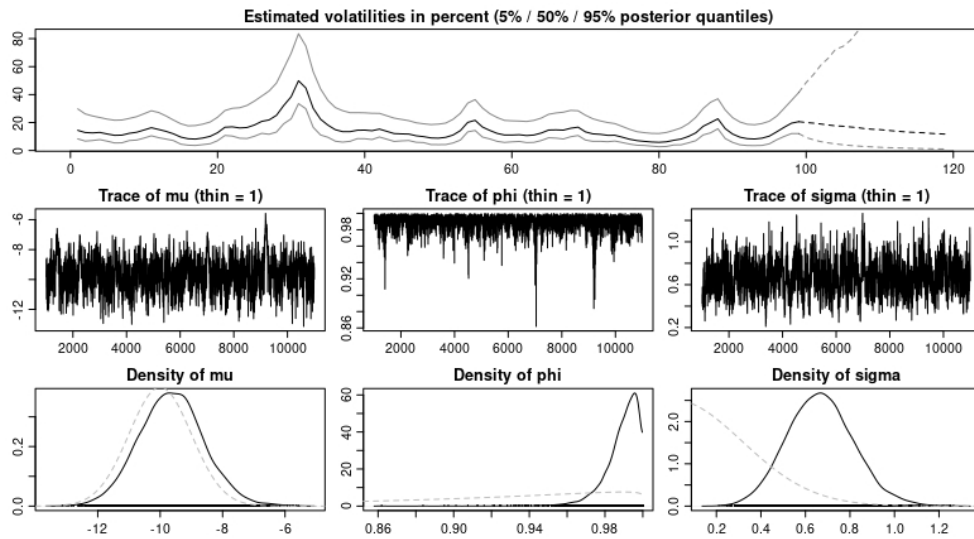 Estimated volatilities in percent (5% / 50% / 95% posterior quantiles)
80
60
40
20
0
0 20 40 60 80 100 120
Trace of mu (thin = 1) Trace of phi (thin = 1) Trace of sigma (thin = 1)
-6
-8
-12
2000 4000 6000 8000 10000
0.98
0.92
0.86
2000 4000 6000 8000 10000
1.0
0.6
0.2
2000 4000 6000 8000 10000
Density of mu Density of phi Density of sigma
0.2
0.0
-12 -10 -8 -6
60
40
20
0
0.86 0.90 0.94 0.98
2.0
1.0
0.0
0.2 0.4 0.6 0.8 1.0 1.2